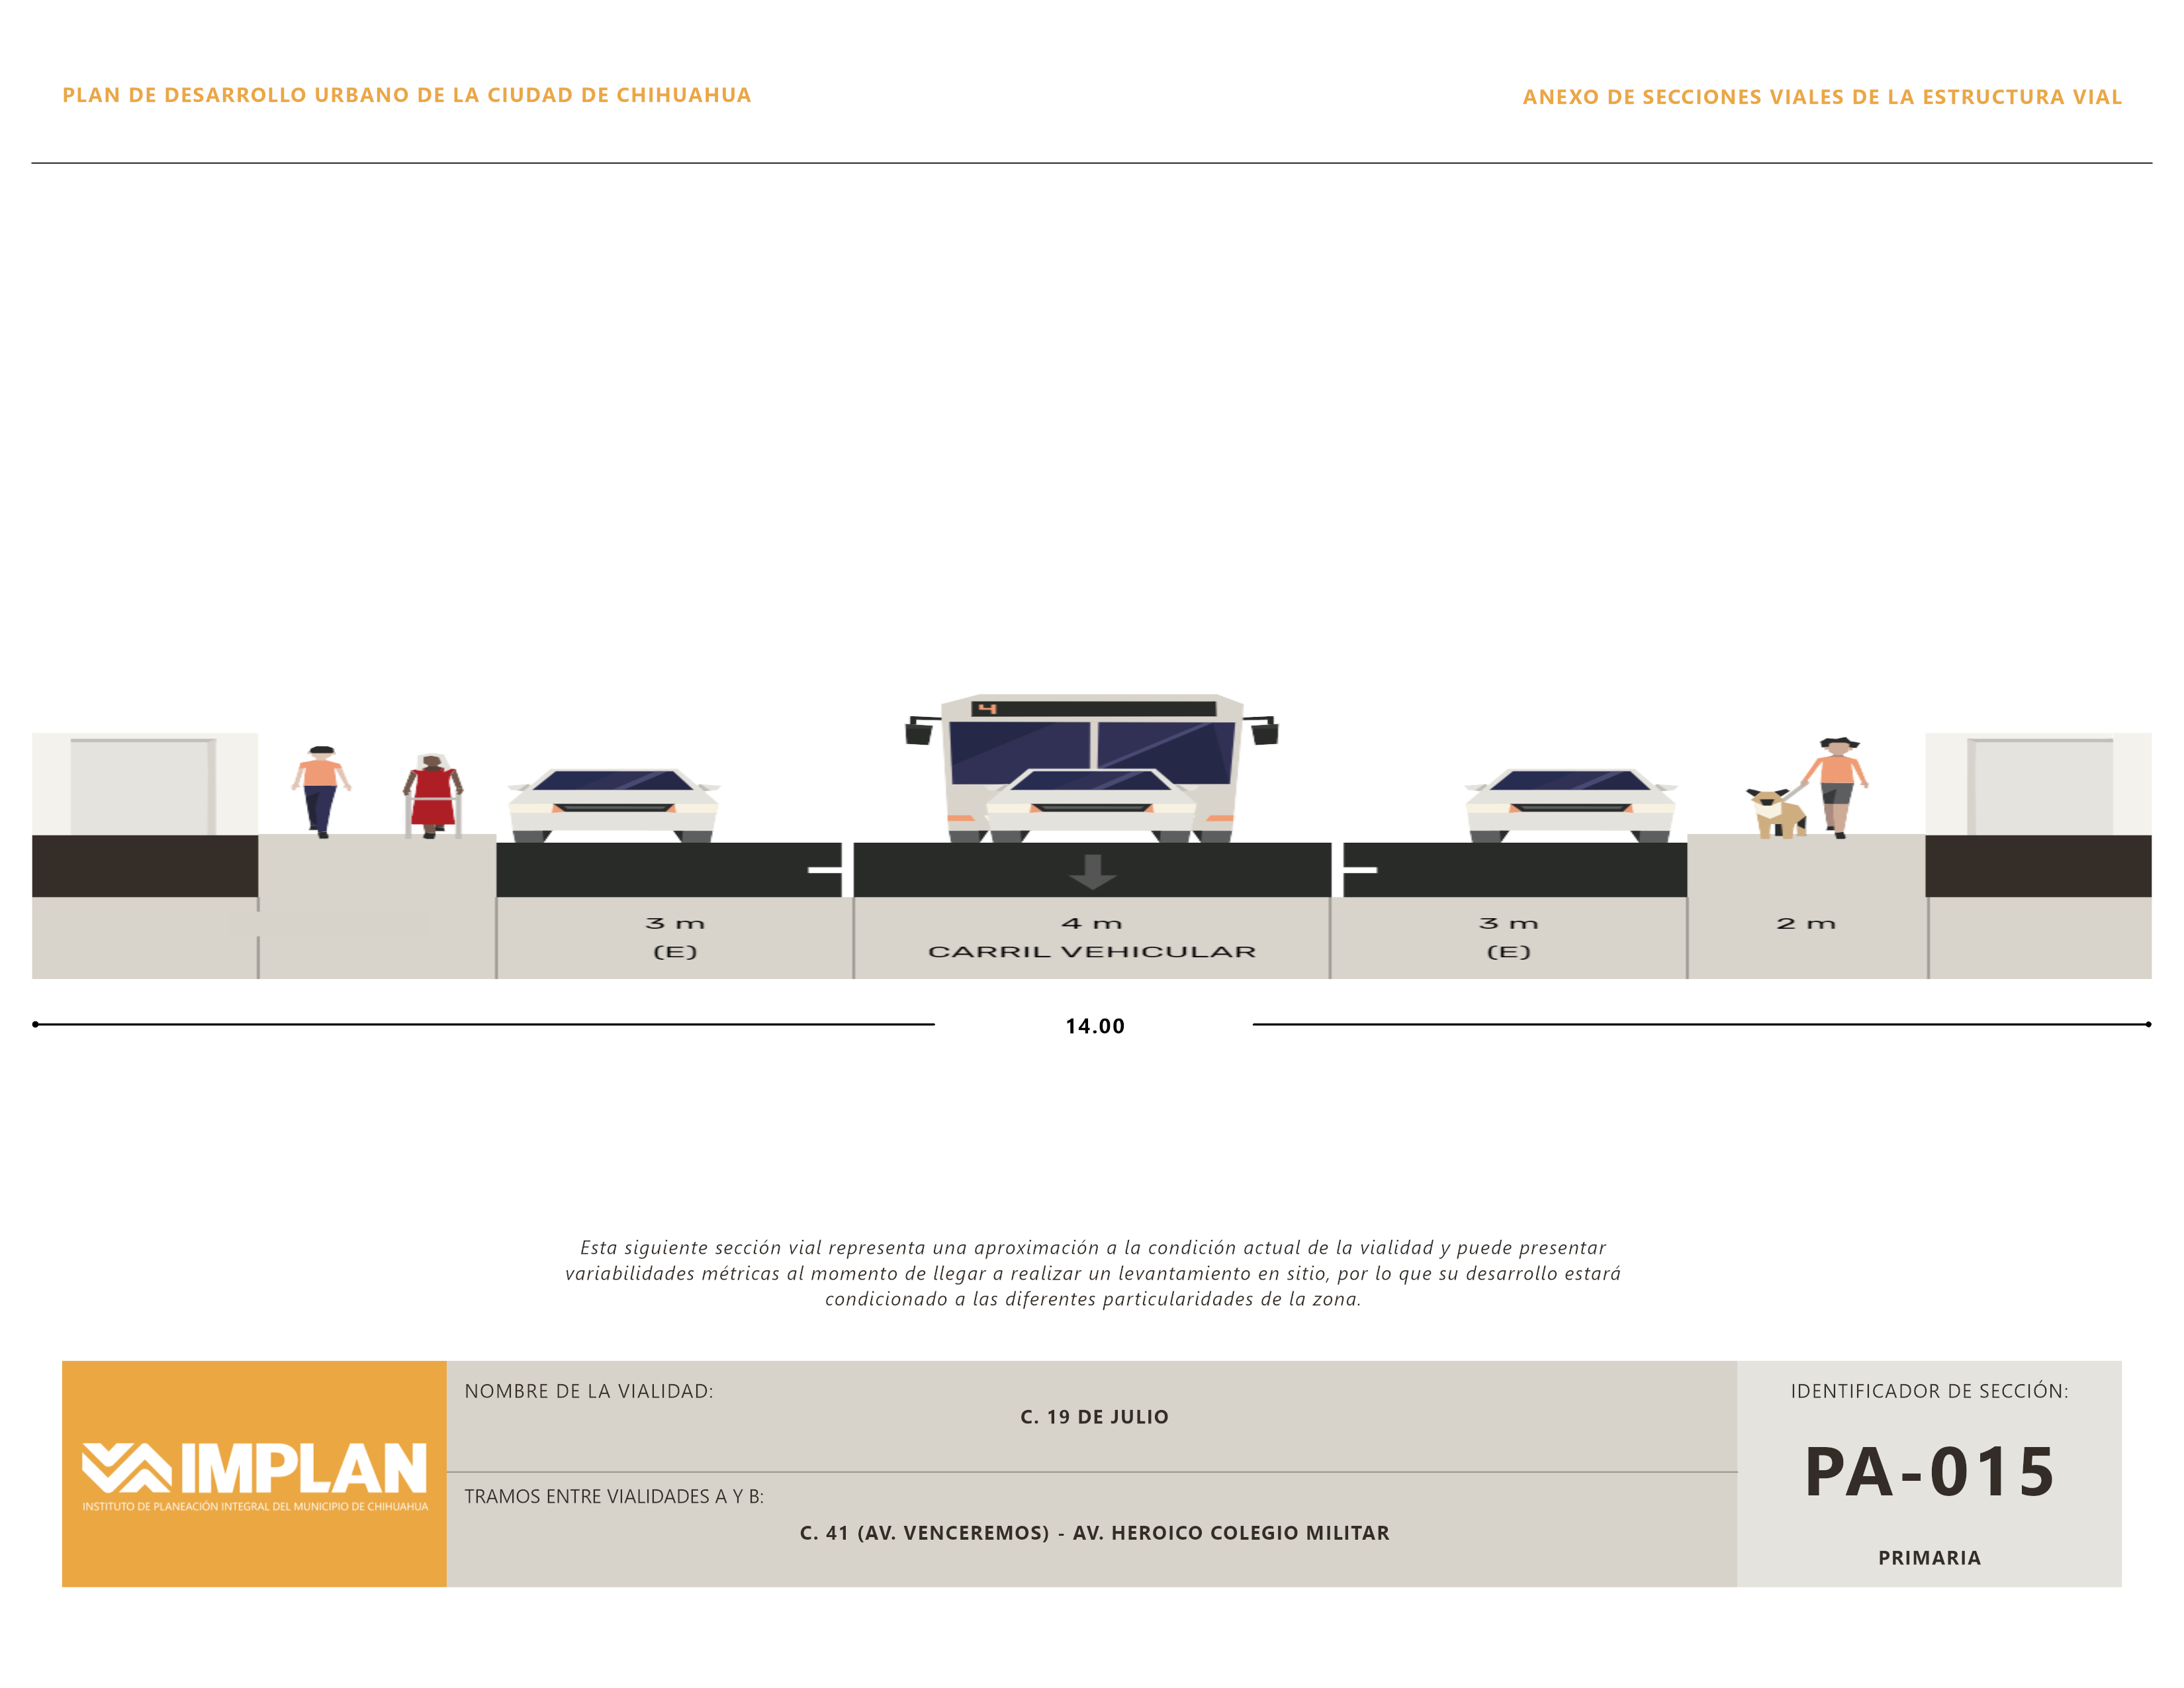 PLAN DE DESARROLLO URBANO DE LA CIUDAD DE CHIHUAHUA
ANEXO DE SECCIONES VIALES DE LA ESTRUCTURA VIAL
4
3 m
(E)
4 m
CARRIL VEHICULAR
3 m
(E)
2 m
14.00
Esta siguiente sección vial representa una aproximación a la condición actual de la vialidad y puede presentar
variabilidades métricas al momento de llegar a realizar un levantamiento en sitio, por lo que su desarrollo estará
condicionado a las diferentes particularidades de la zona.
IMPLAN
INSTITUTO DE PLANEACIÓN INTEGRAL DEL MUNICIPIO DE CHIHUAHUA
NOMBRE DE LA VIALIDAD:
C. 19 DE JULIO
TRAMOS ENTRE VIALIDADES A Y B:
C. 41 (AV. VENCEREMOS) - AV. HEROICO COLEGIO MILITAR
IDENTIFICADOR DE SECCIÓN:
PA-015
PRIMARIA